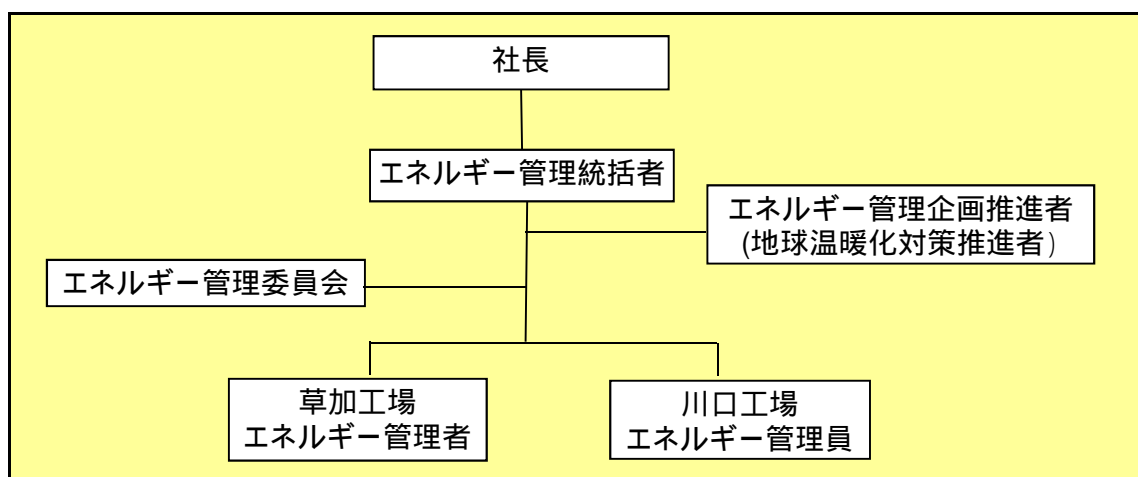 社長
エネルギー管理統括者
エネルギー管理企画推進者
(地球温暖化対策推進者)
エネルギー管理委員会
草加工場
エネルギー管理者
川口工場
エネルギー管理員